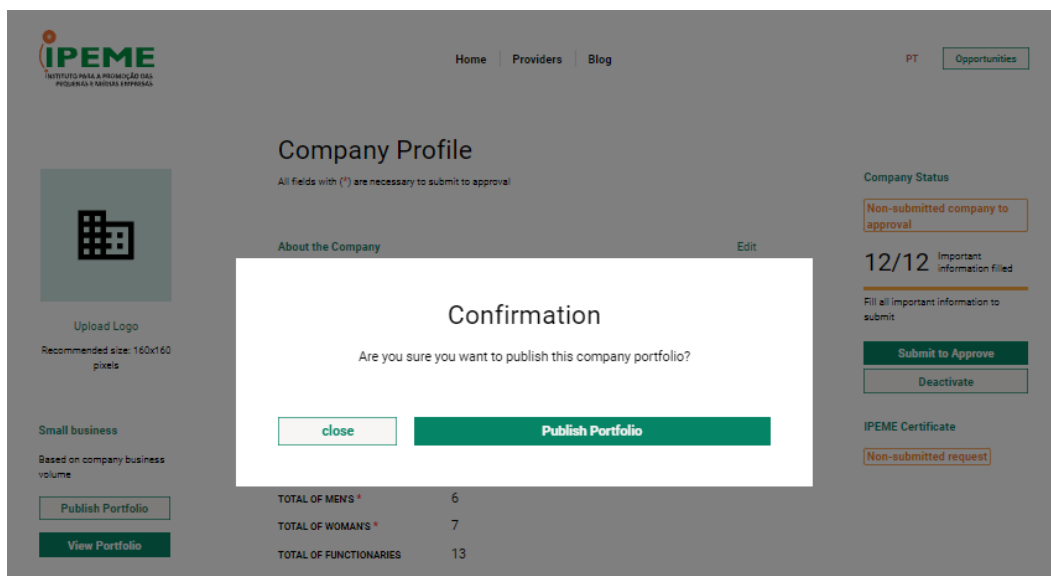 IPEME
INSTITUTO PARA A PROMOÇÃO DAS
PEQUENAS E MÉDIAS EMPRESAS
Home
Providers
Blog
PT
Opportunities
Company Profile
All fields with (*) are necessary to submit to approval
Upload Logo
Recommended size: 160x160
pixels
Small business
Based on company business
volume
Publish Portfolio
View Portfolio
About the Company
Edit
Confirmation
Are you sure you want to publish this company portfolio?
close
Publish Portfolio
TOTAL OF MEN'S * 6
TOTAL OF WOMAN'S * 7
TOTAL OF FUNCTIONARIES 13
Company Status
Non-submitted company to
approval
12/12
Important
information filled
Fill all important information to
submit
Submit to Approve
Deactivate
IPEME Certificate
Non-submitted request